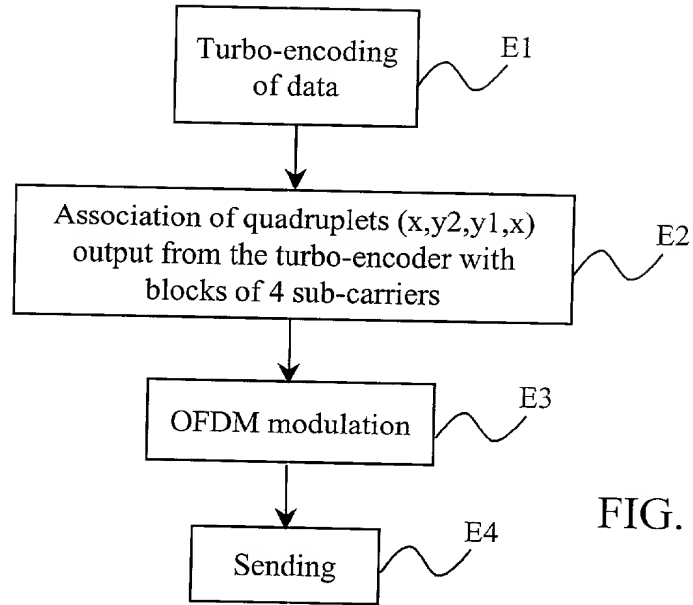 Turbo-encoding
of data
E1
Association of quadruplets (x,y2,y1,x)
output from the turbo-encoder with
blocks of 4 sub-carriers
E2
OFDM modulation
E3
Sending
E4
FIG.